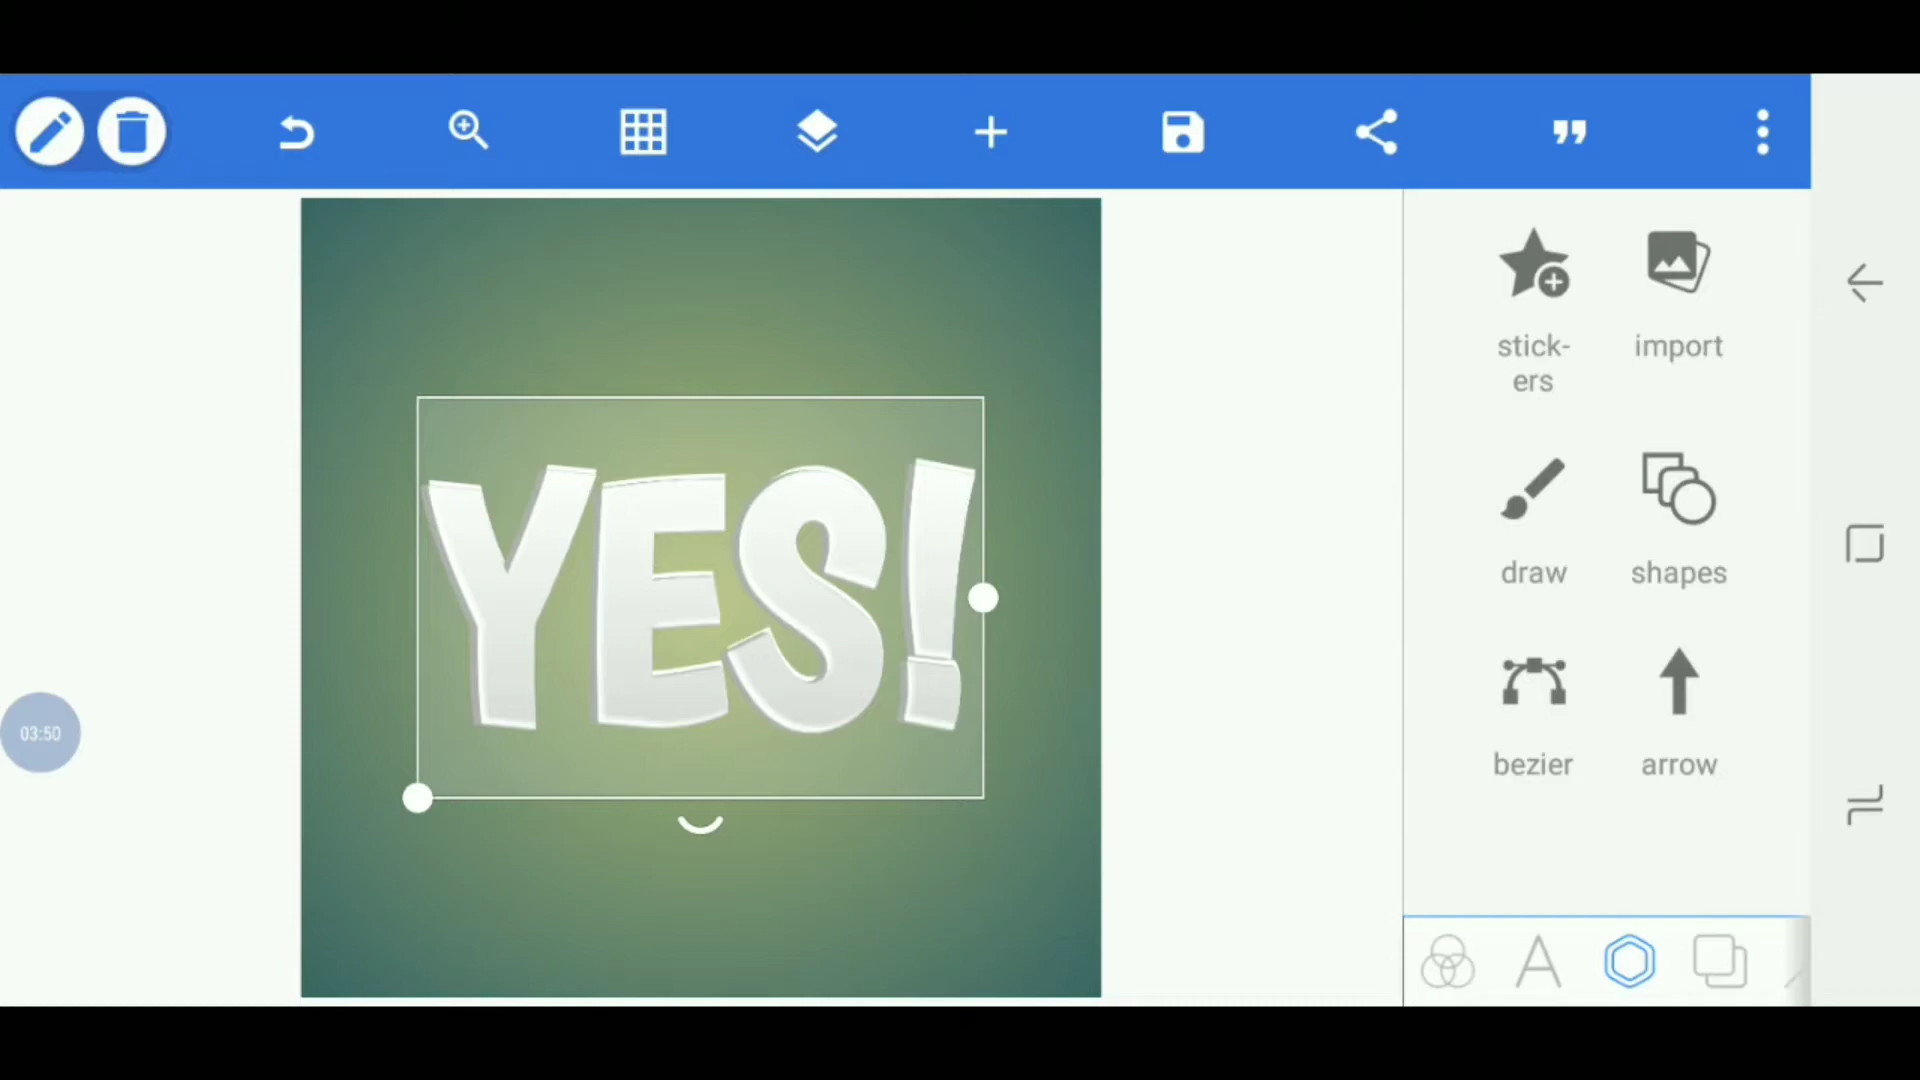 YES!
stick-
ers
import
draw
shapes
bezier
arrow
03:50